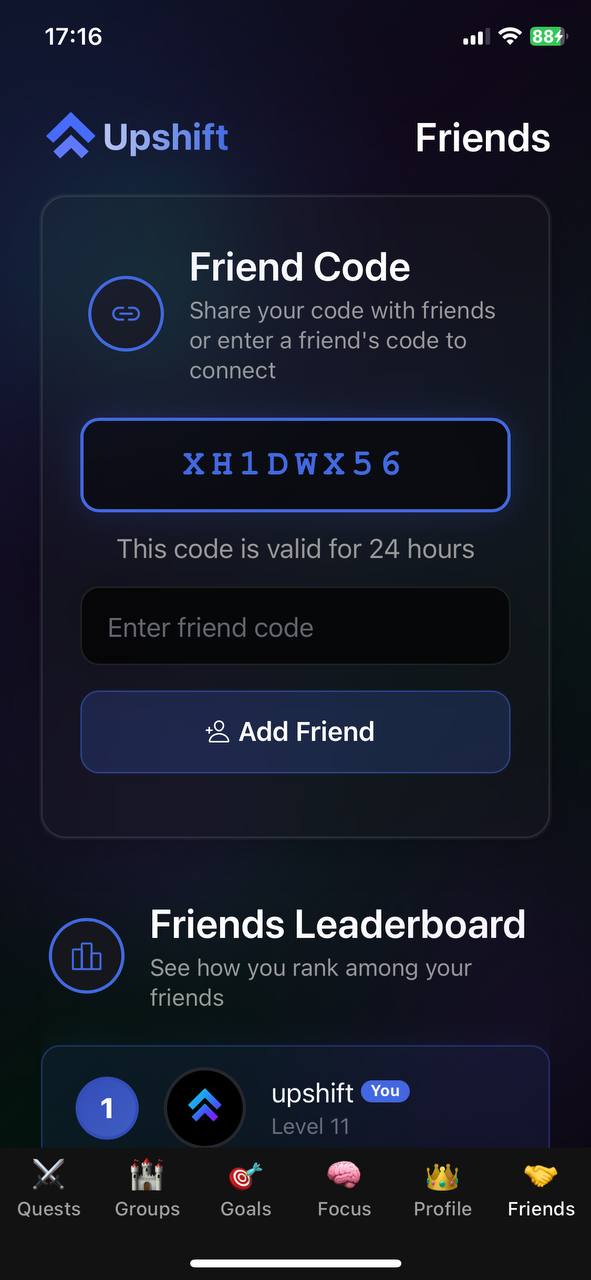 17:16
88
Upshift
Friends
Friend Code
Share your code with friends
or enter a friend's code to
connect
XH1DWX56
This code is valid for 24 hours
Enter friend code
Add Friend
Friends Leaderboard
See how you rank among your
friends
1
upshift You
Level 11
Quests Groups Goals Focus Profile Friends